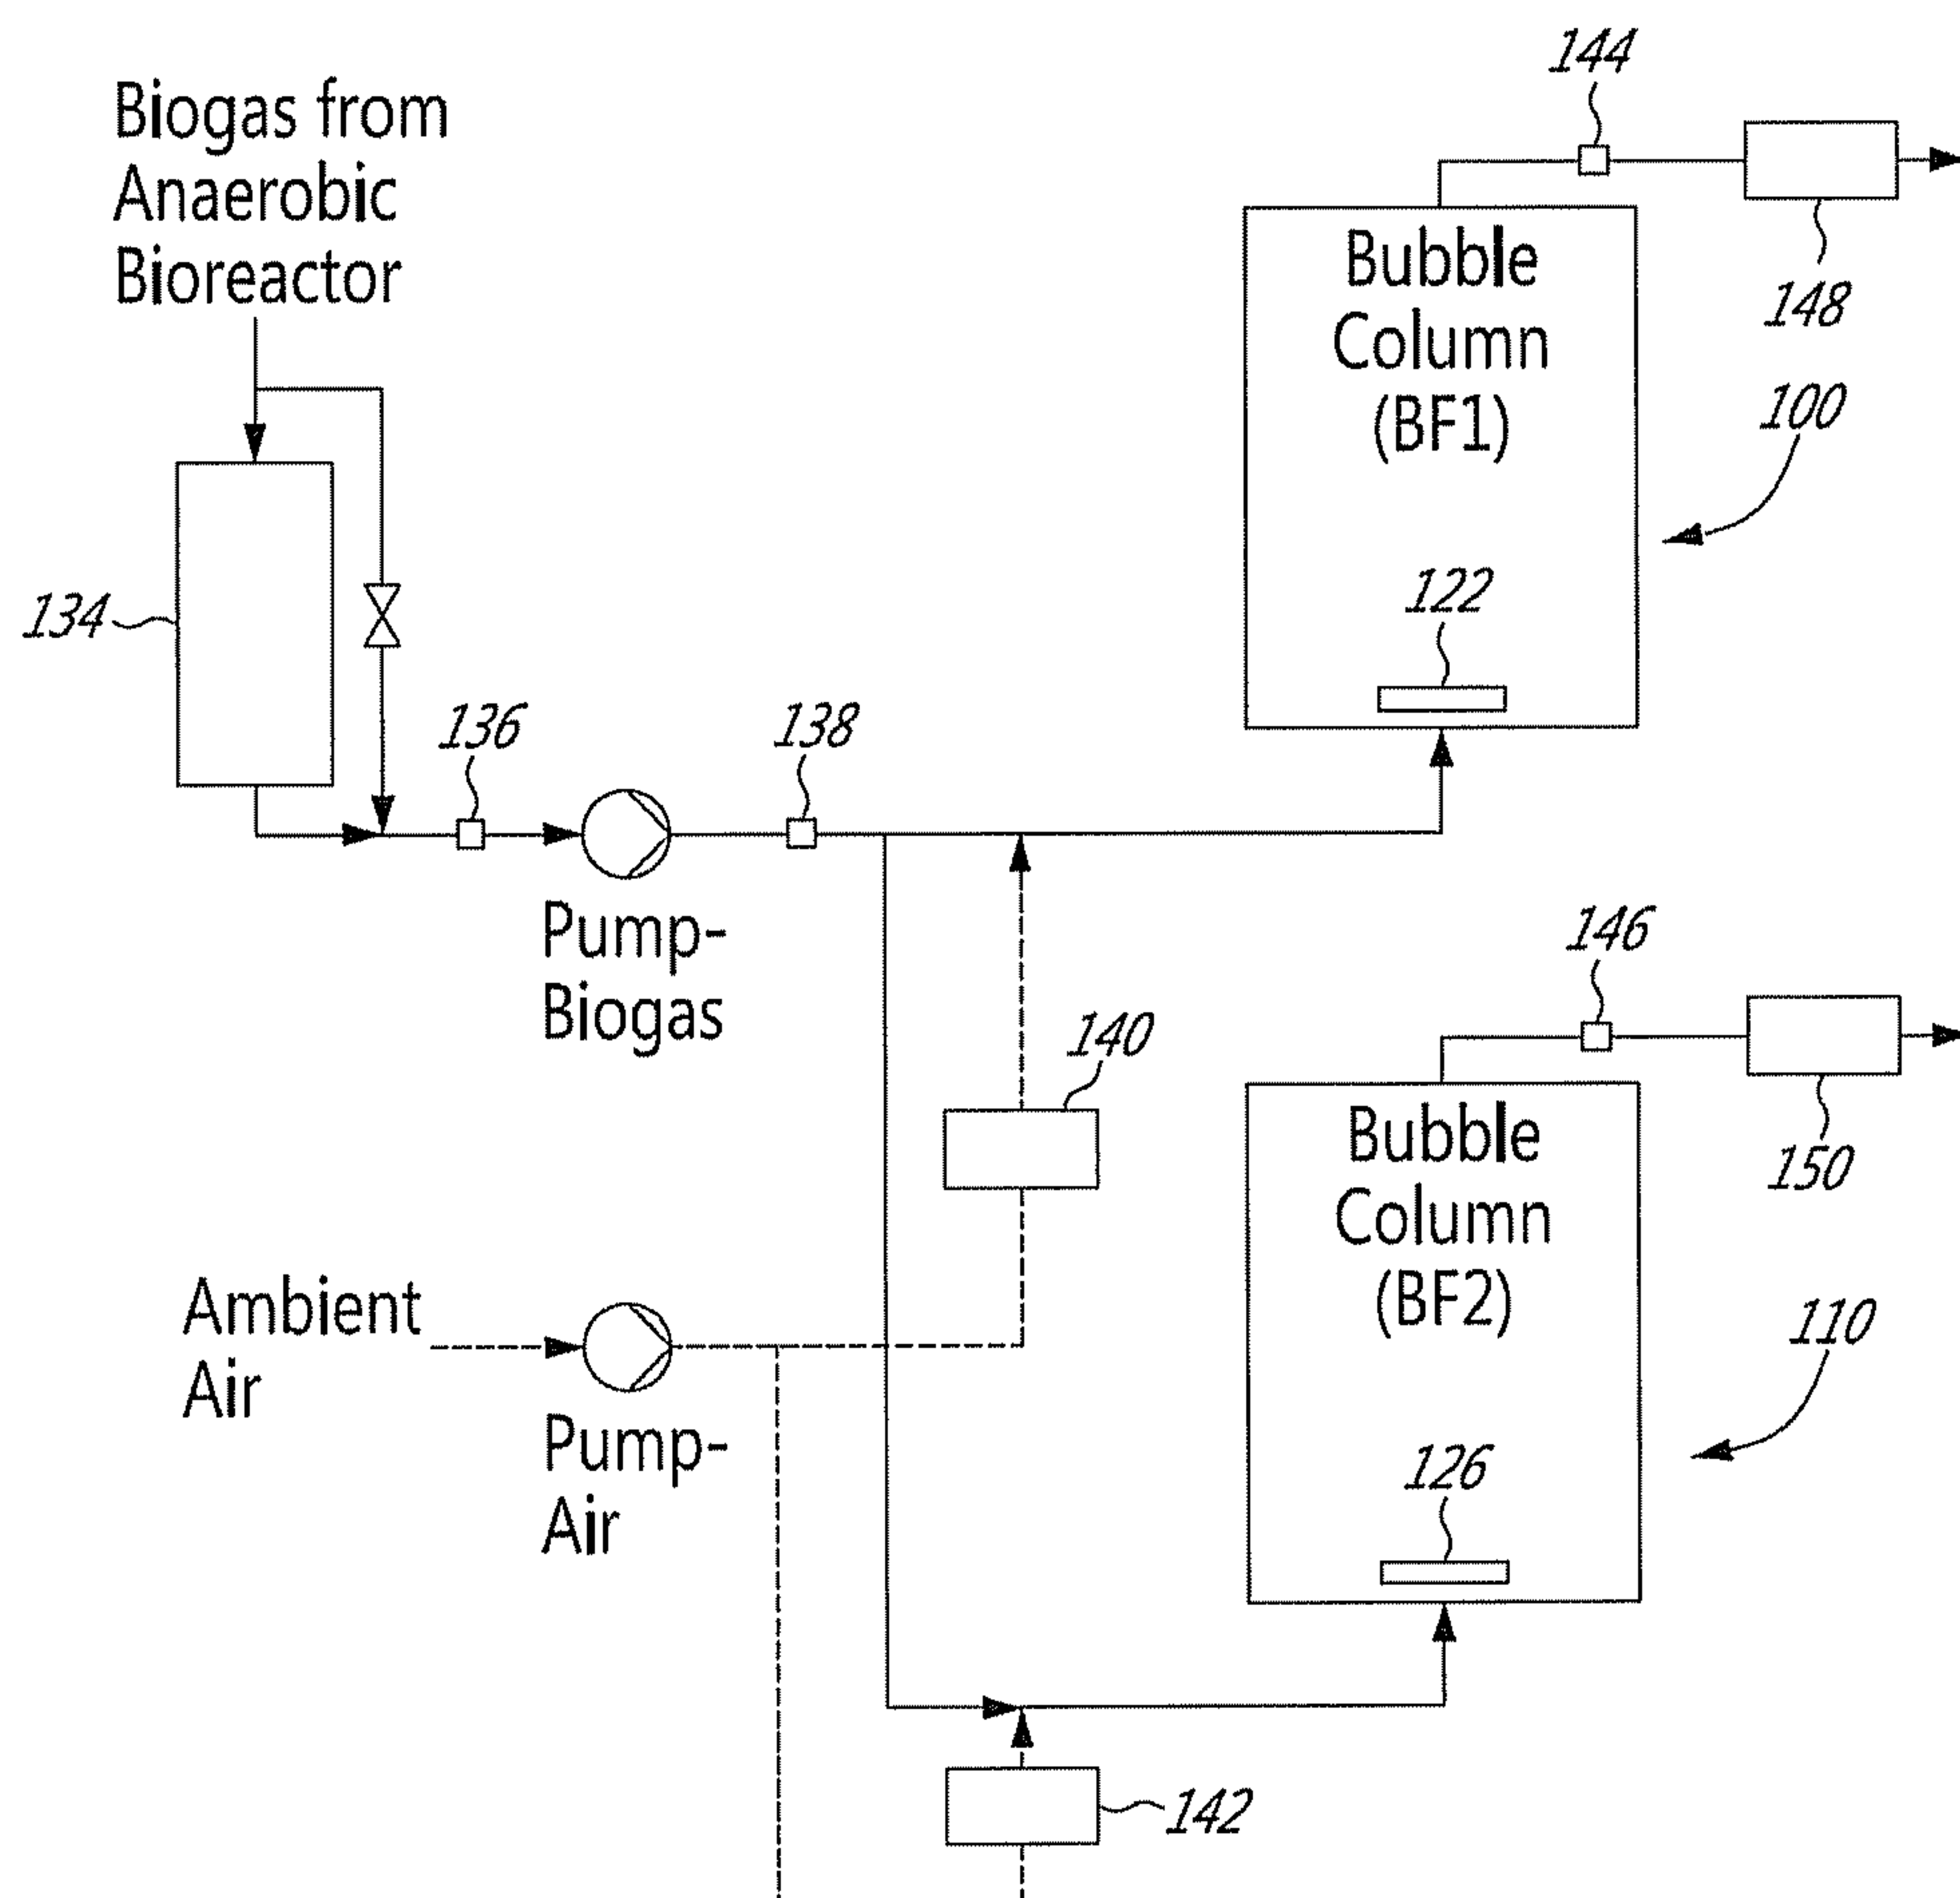 144
Biogas from
Anaerobic
Bioreactor
148
Bubble
Column
(BF1)
100
122
134
136
138
Pump-
Biogas
146
140
150
Bubble
Column
(BF2)
110
Ambient
Air
Pump-
Air
126
142